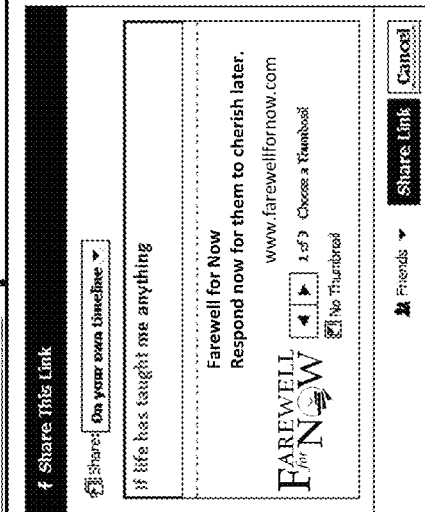 f Share This Link
Share: On your own timeline ▼
If life has taught me anything
Farewell for Now
Respond now for them to cherish later.
www.farewellfornow.com
FAREWELL
for NOW
◄ ► 1 of 3 Choose a Thumbnail
No Thumbnail
Friends ▼ Share Link Cancel